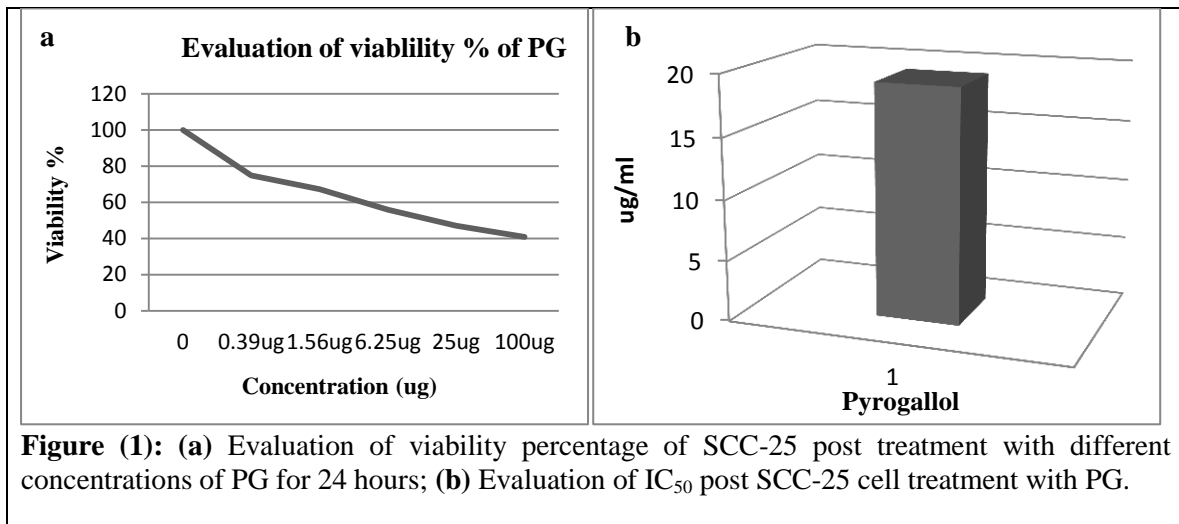 a
Evaluation of viablility % of PG
120
100
80
60
40
20
0
Viability %
0 0.39ug 1.56ug 6.25ug 25ug 100ug
Concentration (ug)
b
20
15
10
5
0
ug/ml
1
Pyrogallol
Figure (1): (a) Evaluation of viability percentage of SCC-25 post treatment with different
concentrations of PG for 24 hours; (b) Evaluation of IC₅₀ post SCC-25 cell treatment with PG.